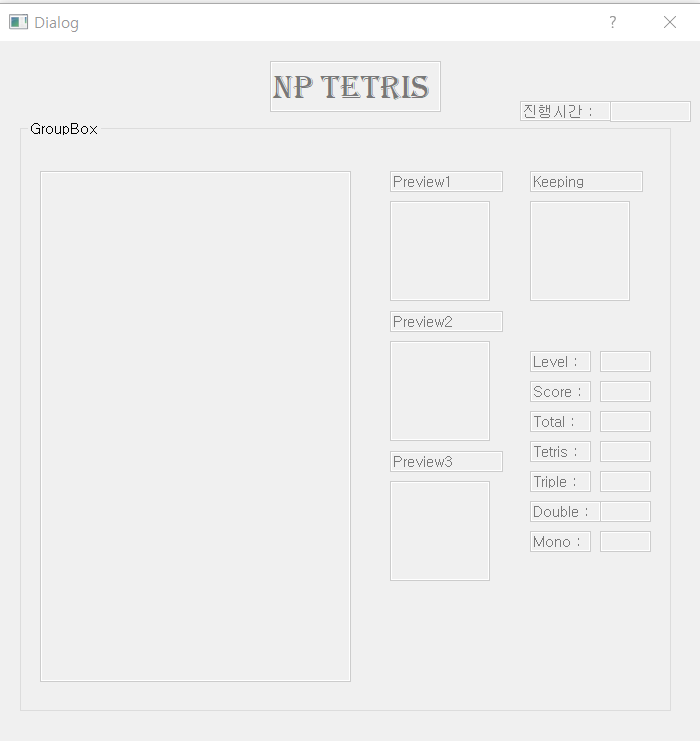 Dialog
?
NP TETRIS
진행시간 :
GroupBox
Preview1
Keeping
Preview2
Level :
Score :
Total :
Tetris :
Preview3
Triple :
Double :
Mono :